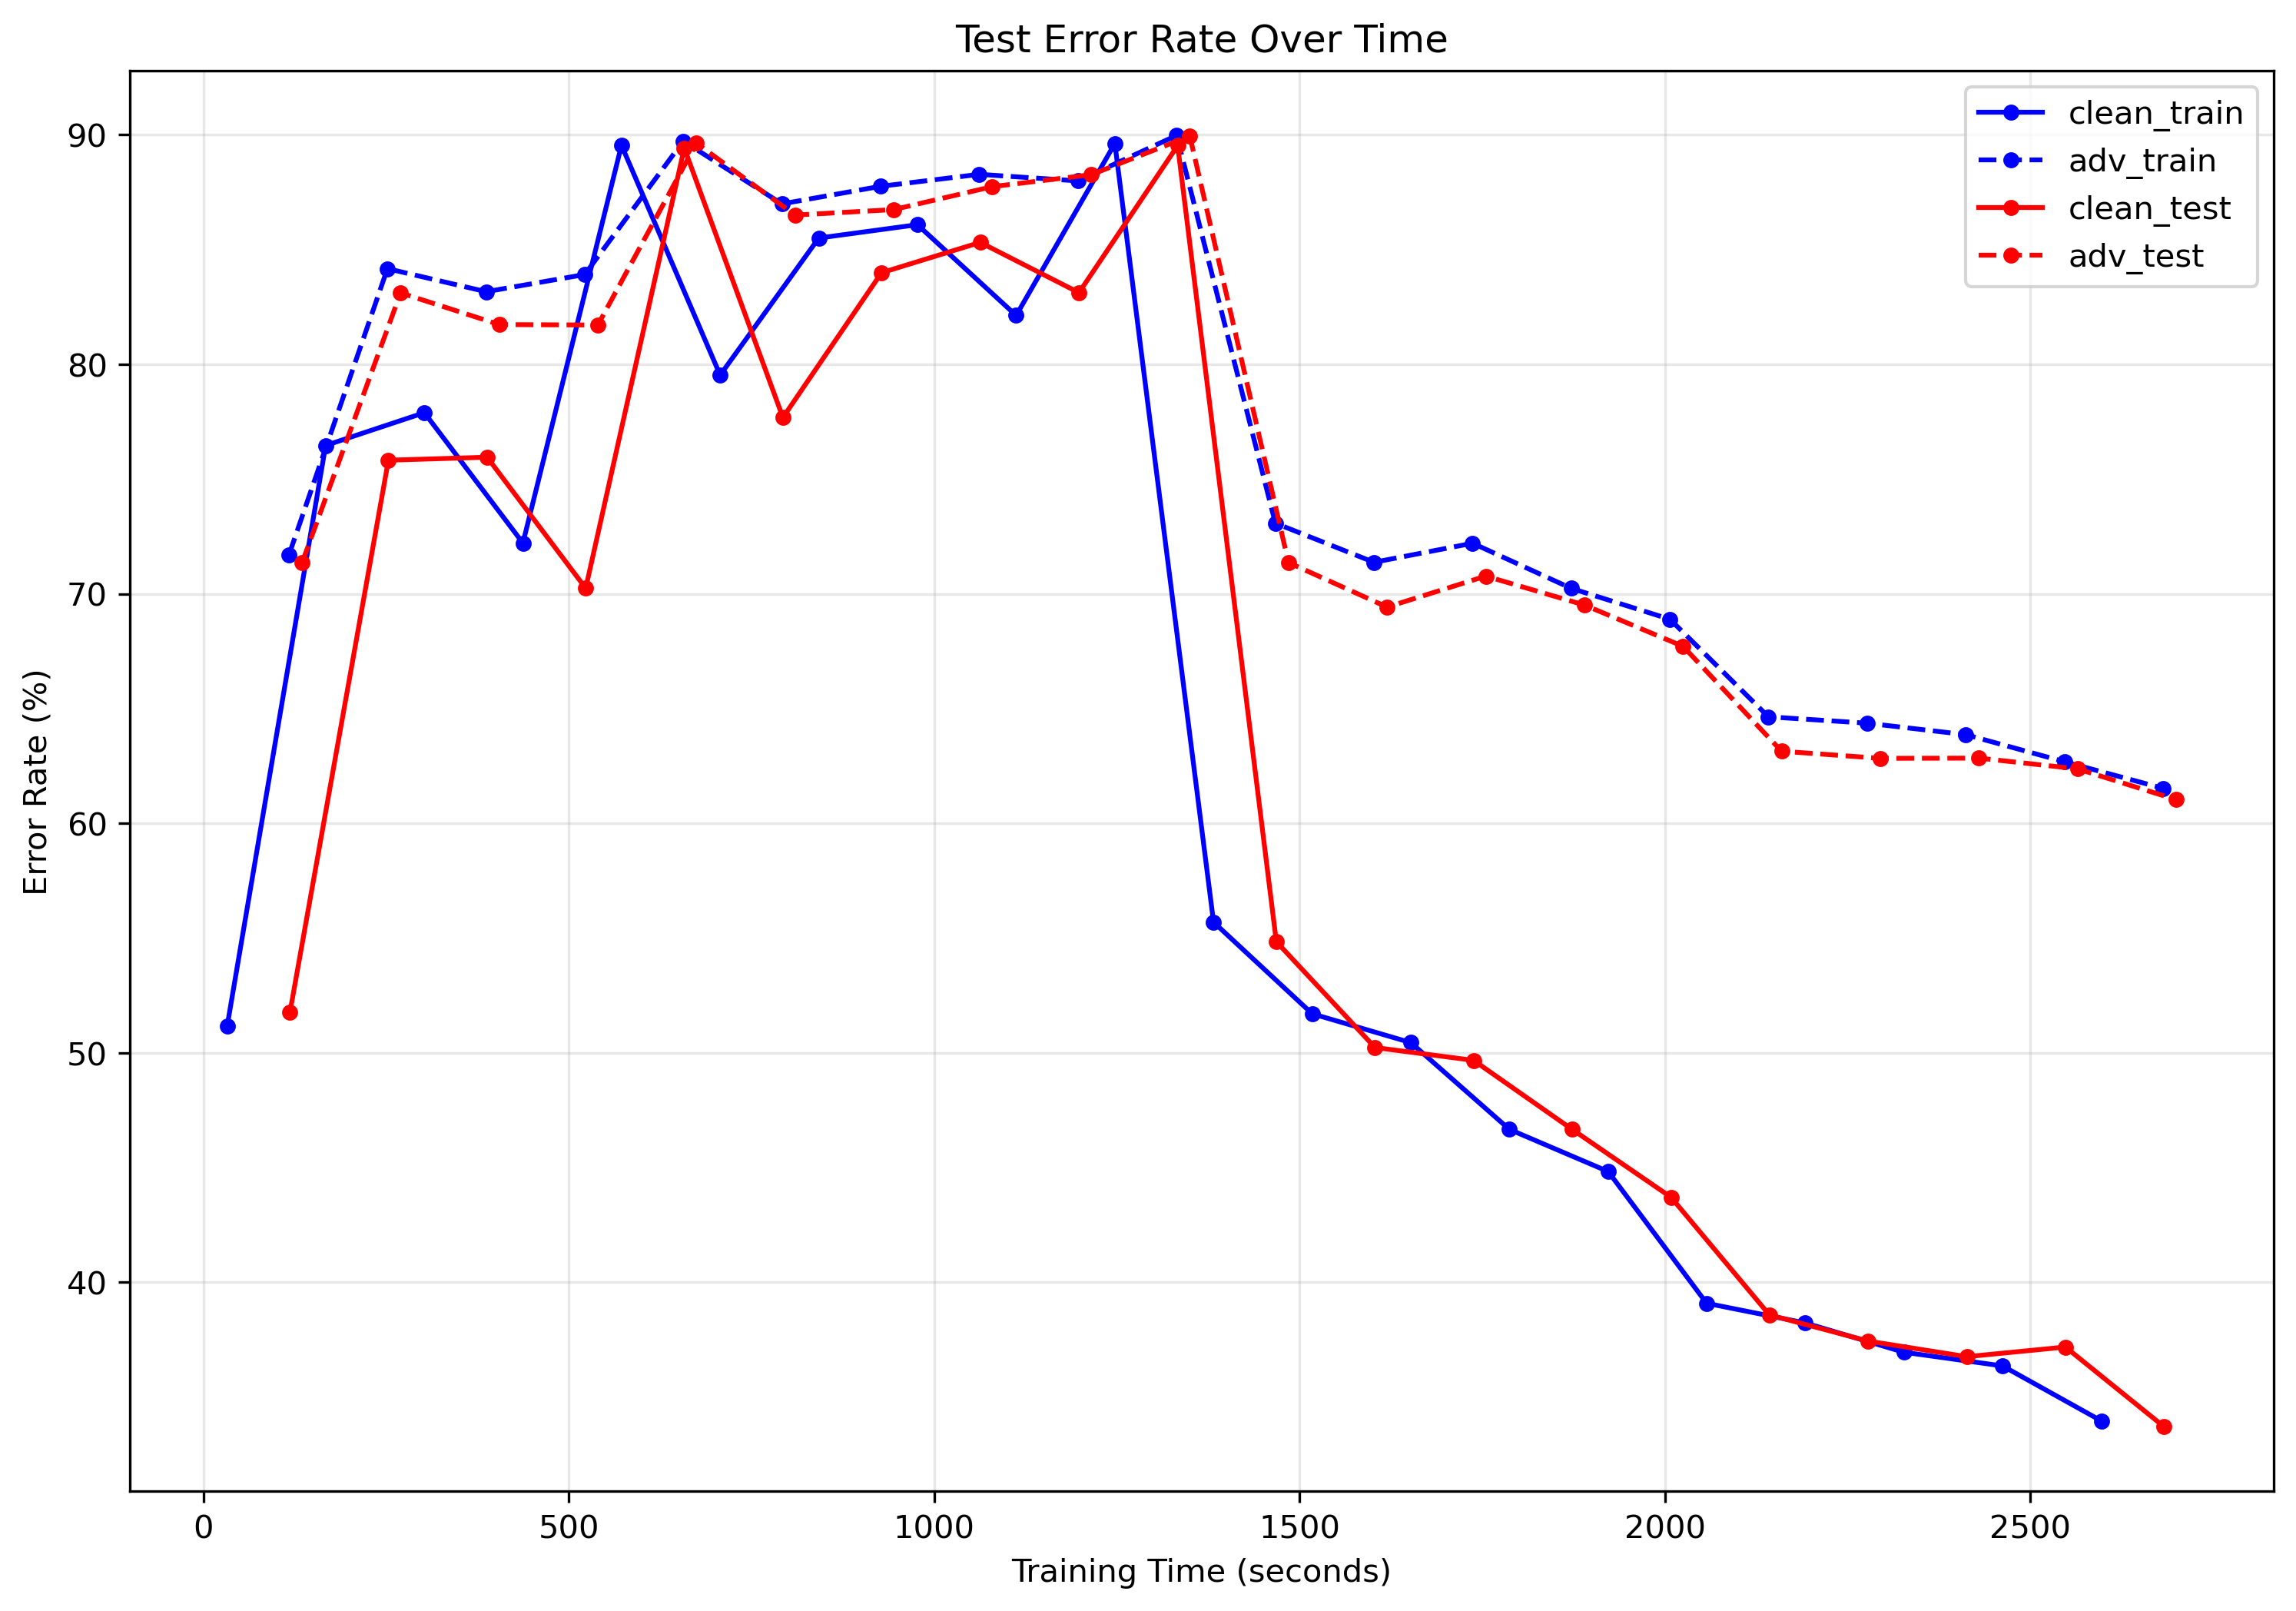 Test Error Rate Over Time
clean_train
adv_train
clean_test
adv_test
90
80
70
60
50
40
Error Rate (%)
0
500
1000
1500
2000
2500
Training Time (seconds)